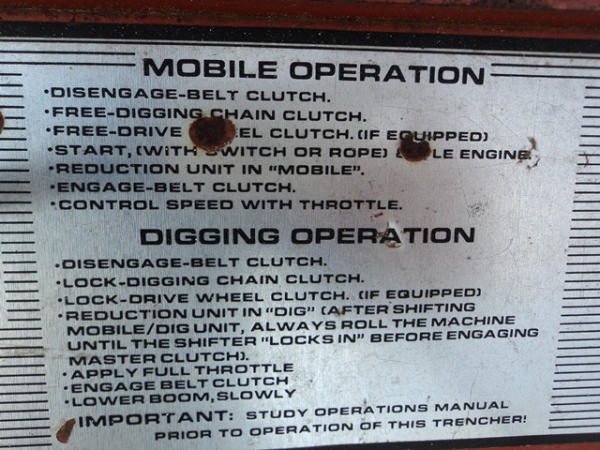 MOBILE OPERATION
·DISENGAGE-BELT CLUTCH.
·FREE-DIGGING CHAIN CLUTCH.
·FREE-DRIVE EEL CLUTCH. (IF EQUIPPED)
·START, (WITH SWITCH OR ROPE) LE ENGINE.
·REDUCTION UNIT IN "MOBILE".
·ENGAGE-BELT CLUTCH.
·CONTROL SPEED WITH THROTTLE.
DIGGING OPERATION
·DISENGAGE-BELT CLUTCH.
·LOCK-DIGGING CHAIN CLUTCH.
·LOCK-DRIVE WHEEL CLUTCH. (IF EQUIPPED)
·REDUCTION UNIT IN "DIG" (AFTER SHIFTING
MOBILE/DIG UNIT, ALWAYS ROLL THE MACHINE
UNTIL THE SHIFTER "LOCKS IN" BEFORE ENGAGING
MASTER CLUTCH).
·APPLY FULL THROTTLE
·ENGAGE BELT CLUTCH
·LOWER BOOM, SLOWLY
IMPORTANT: STUDY OPERATIONS MANUAL
PRIOR TO OPERATION OF THIS TRENCHER!